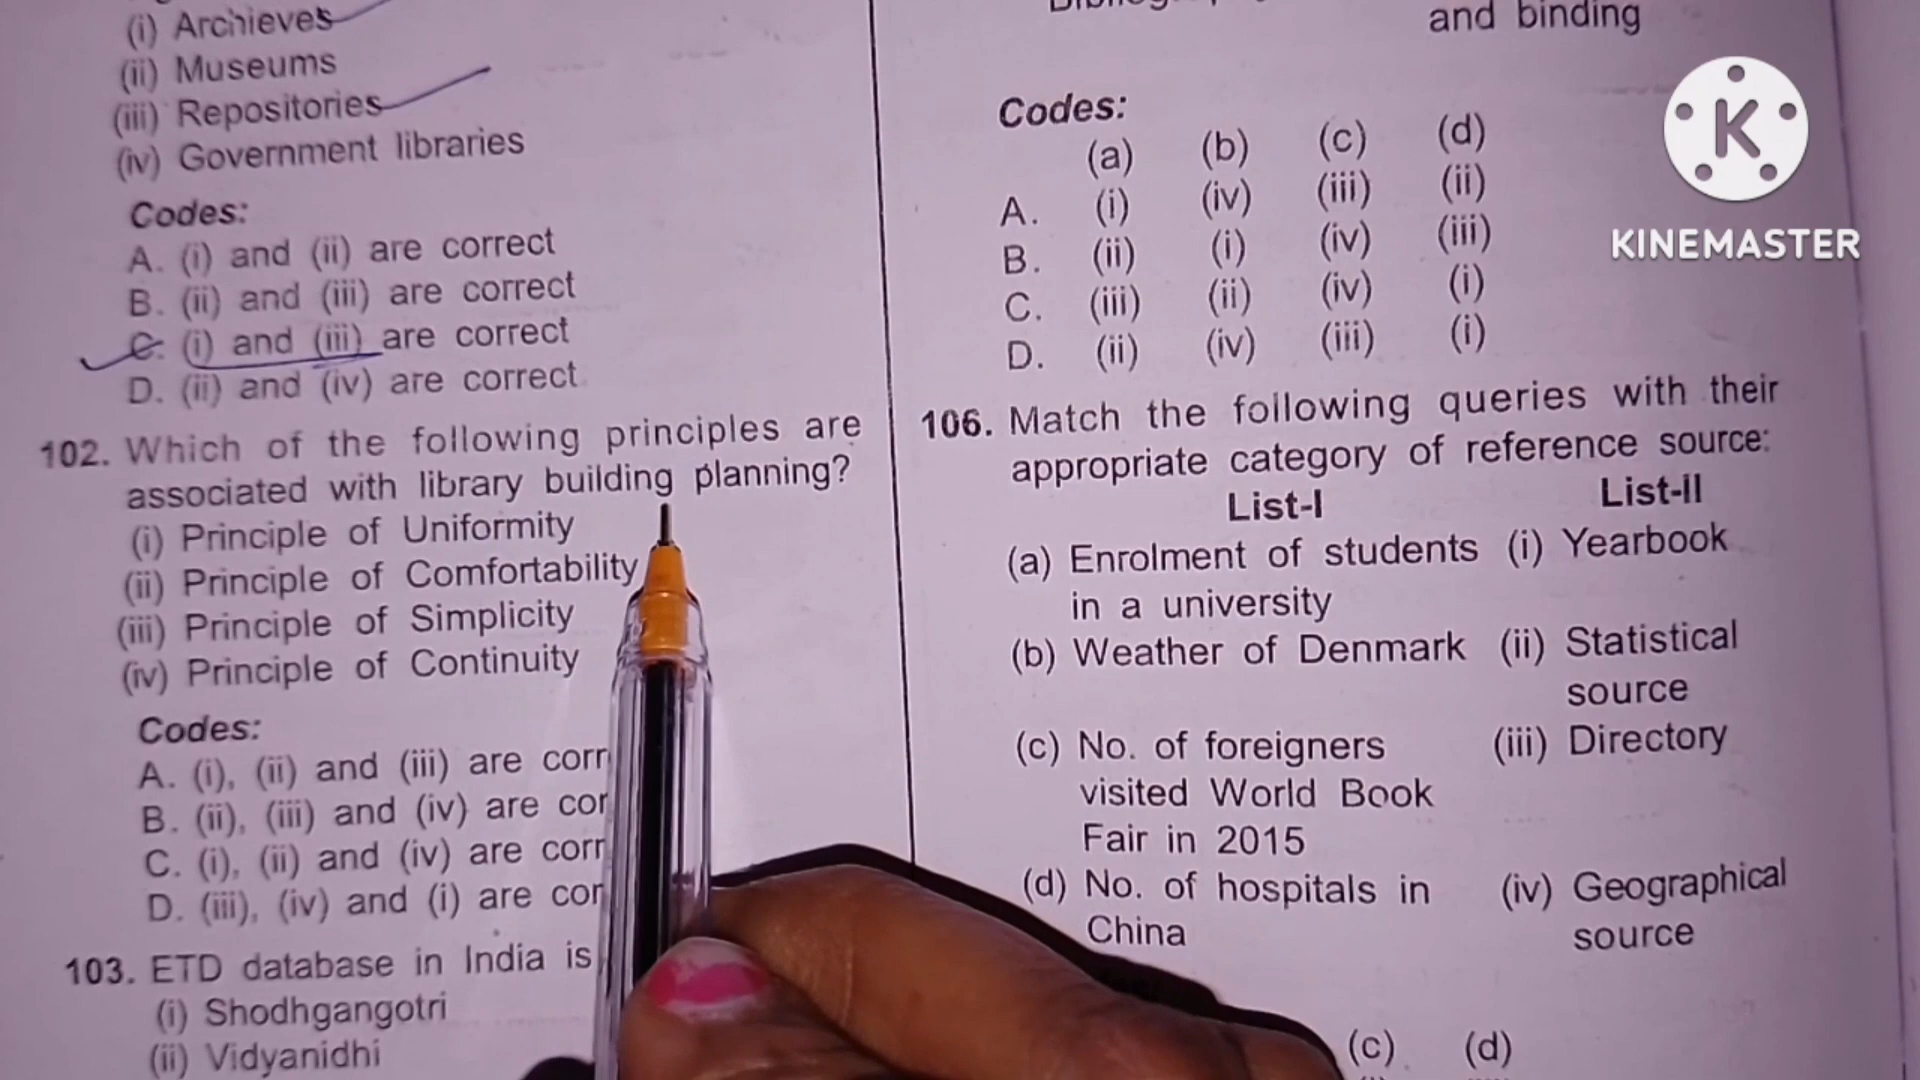 (i) Archieves
(ii) Museums
(iii) Repositories
(iv) Government libraries
Codes:
A. (i) and (ii) are correct
B. (ii) and (iii) are correct
C. (i) and (iii) are correct
D. (ii) and (iv) are correct
102. Which of the following principles are
associated with library building planning?
(i) Principle of Uniformity
(ii) Principle of Comfortability
(iii) Principle of Simplicity
(iv) Principle of Continuity
Codes:
A. (i), (ii) and (iii) are
B. (ii), (iii) and (iv) are
C. (i), (ii) and (iv) are
D. (iii), (iv) and (i) are
103. ETD database in India is
(i) Shodhgangotri
(ii) Vidyanidhi
and binding
Codes:
(a) (b) (c) (d)
A. (i) (iv) (iii) (ii)
B. (ii) (i) (iv) (iii)
C. (iii) (ii) (iv) (i)
D. (ii) (iv) (iii) (i)
106. Match the following queries with their
appropriate category of reference source:
List-I List-II
(a) Enrolment of students (i) Yearbook
in a university
(b) Weather of Denmark (ii) Statistical
source
(c) No. of foreigners (iii) Directory
visited World Book
Fair in 2015
(d) No. of hospitals in (iv) Geographical
China source
(c) (d)
K
KINEMASTER